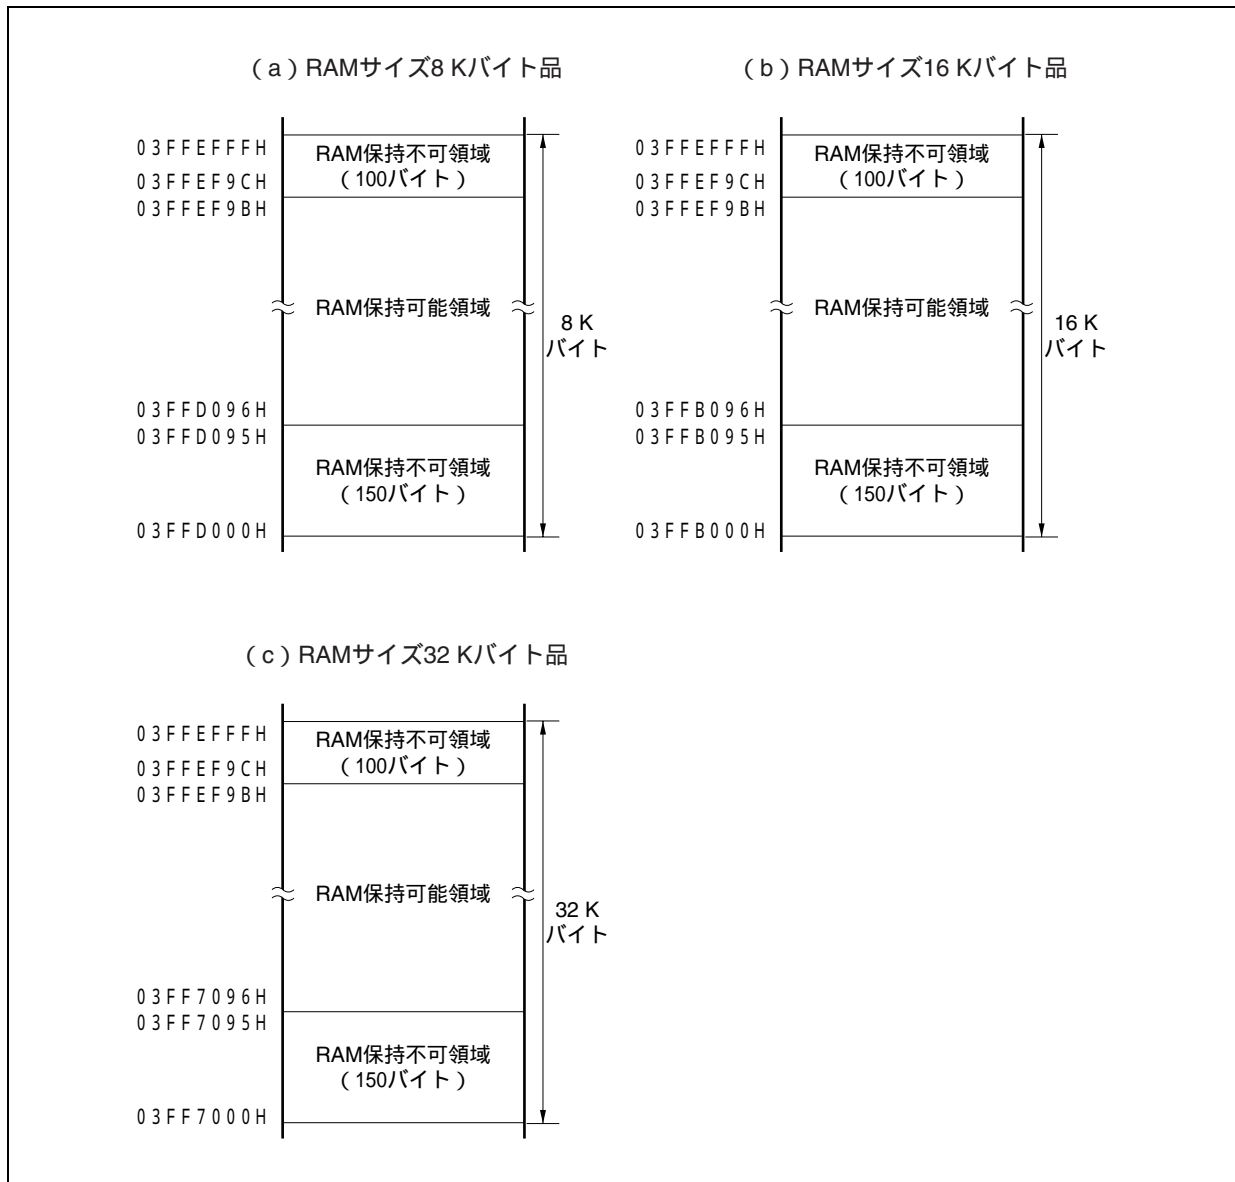 (a)RAMサイズ8 Kバイト品
03FFEFFFH
RAM保持不可領域
03FFEF9CH
(100バイト)
03FFEF9BH
RAM保持可能領域
8 K
バイト
03FFD096H
03FFD095H
RAM保持不可領域
(150バイト)
03FFD000H
(b)RAMサイズ16 Kバイト品
03FFEFFFH
RAM保持不可領域
03FFEF9CH
(100バイト)
03FFEF9BH
RAM保持可能領域
16 K
バイト
03FFB096H
03FFB095H
RAM保持不可領域
(150バイト)
03FFB000H
(c)RAMサイズ32 Kバイト品
03FFEFFFH
RAM保持不可領域
03FFEF9CH
(100バイト)
03FFEF9BH
RAM保持可能領域
32 K
バイト
03FF7096H
03FF7095H
RAM保持不可領域
(150バイト)
03FF7000H